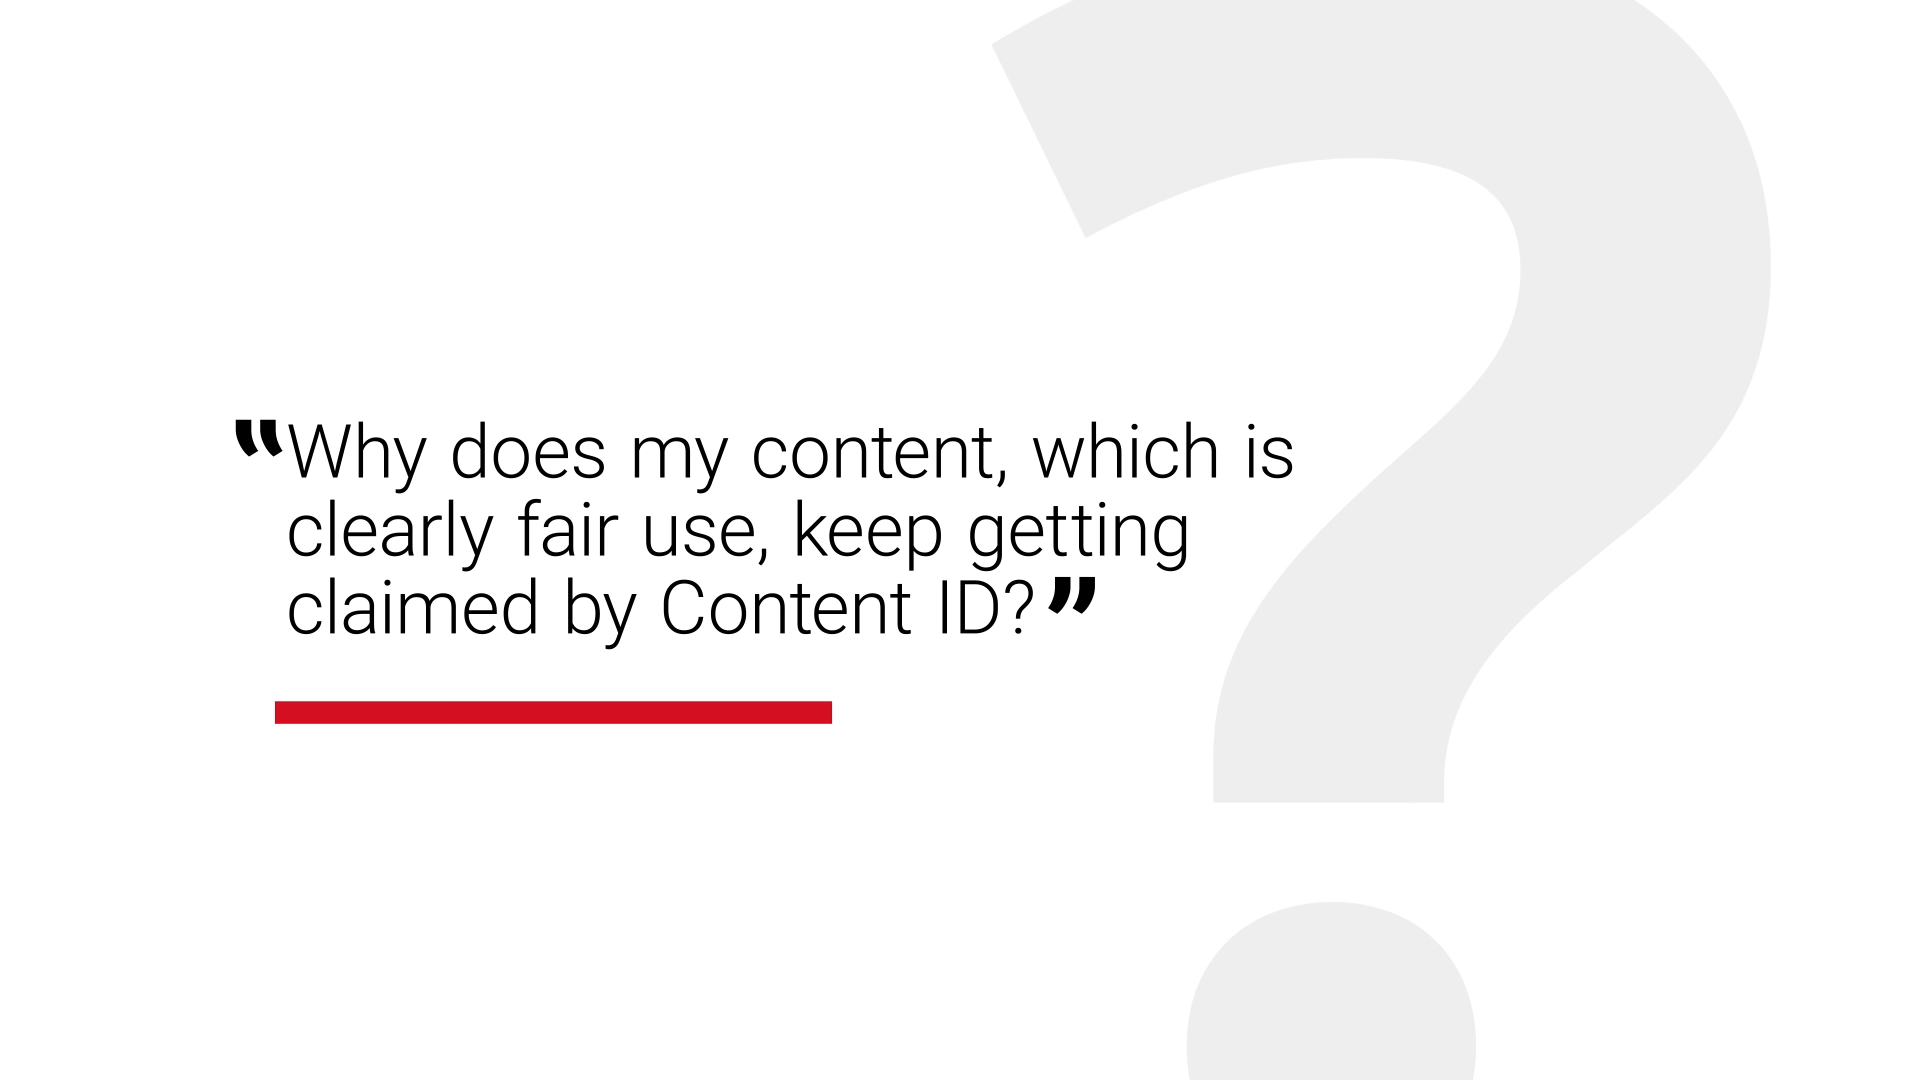 ❝Why does my content, which is
clearly fair use, keep getting
claimed by Content ID?❞
?